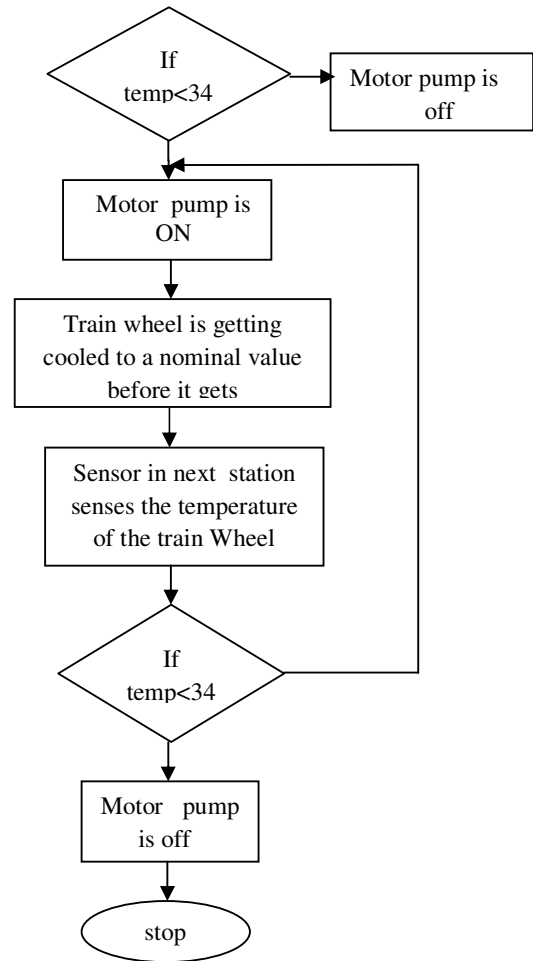 If
temp<34
Motor pump is
off
Motor pump is
ON
Train wheel is getting
cooled to a nominal value
before it gets
Sensor in next station
senses the temperature
of the train Wheel
If
temp<34
Motor pump
is off
stop